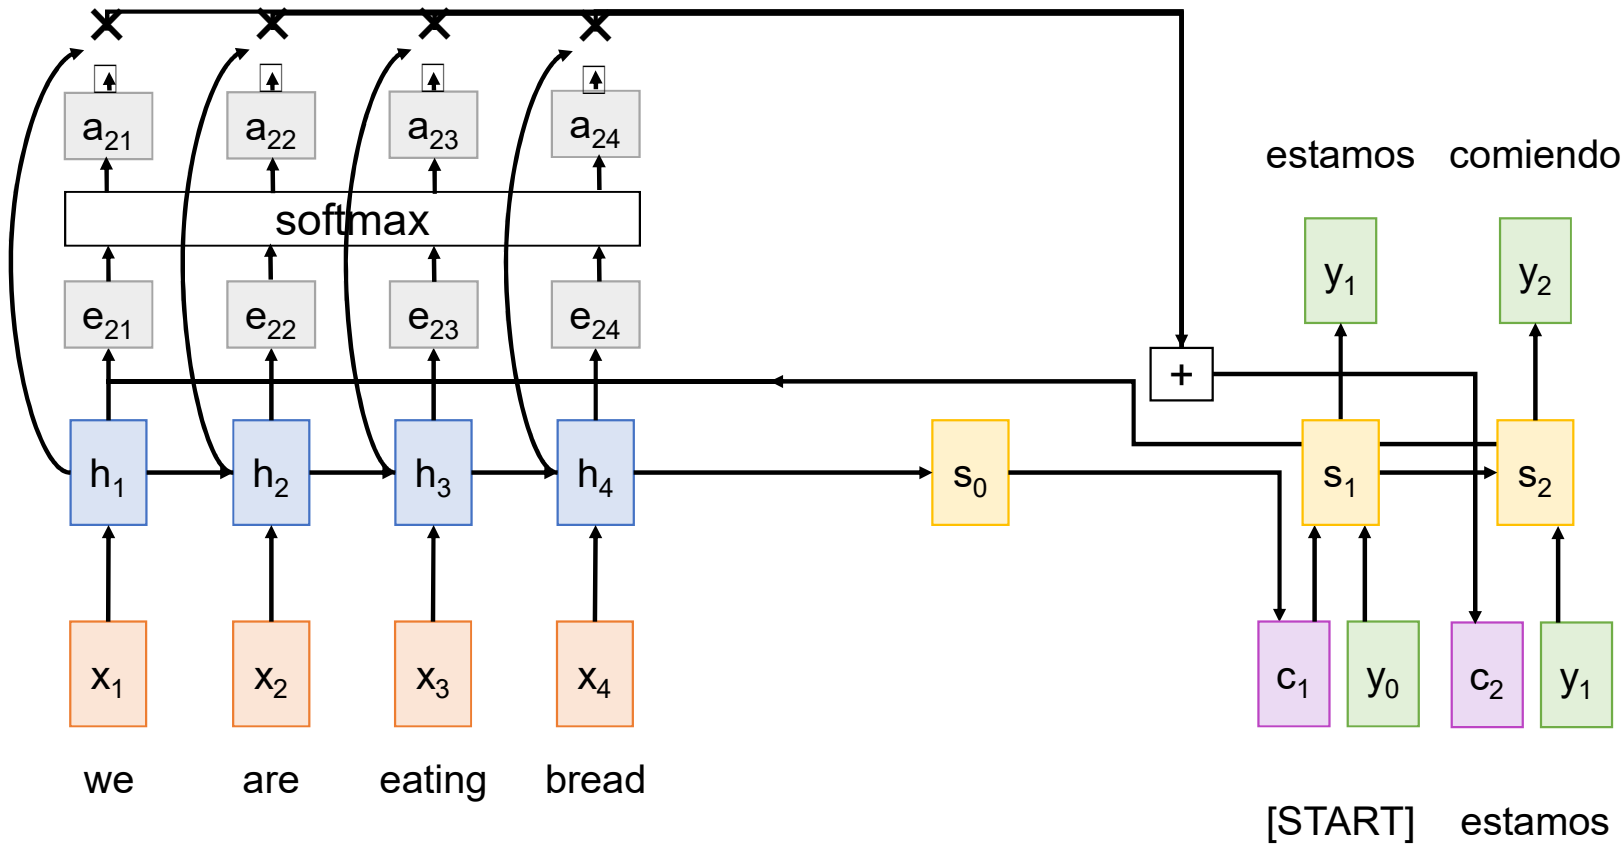 a21 a22 a23 a24
estamos comiendo
softmax
y1 y2
e21 e22 e23 e24
+
h1 h2 h3 h4 s0 s1 s2
x1 x2 x3 x4 c1 y0 c2 y1
we are eating bread
[START] estamos